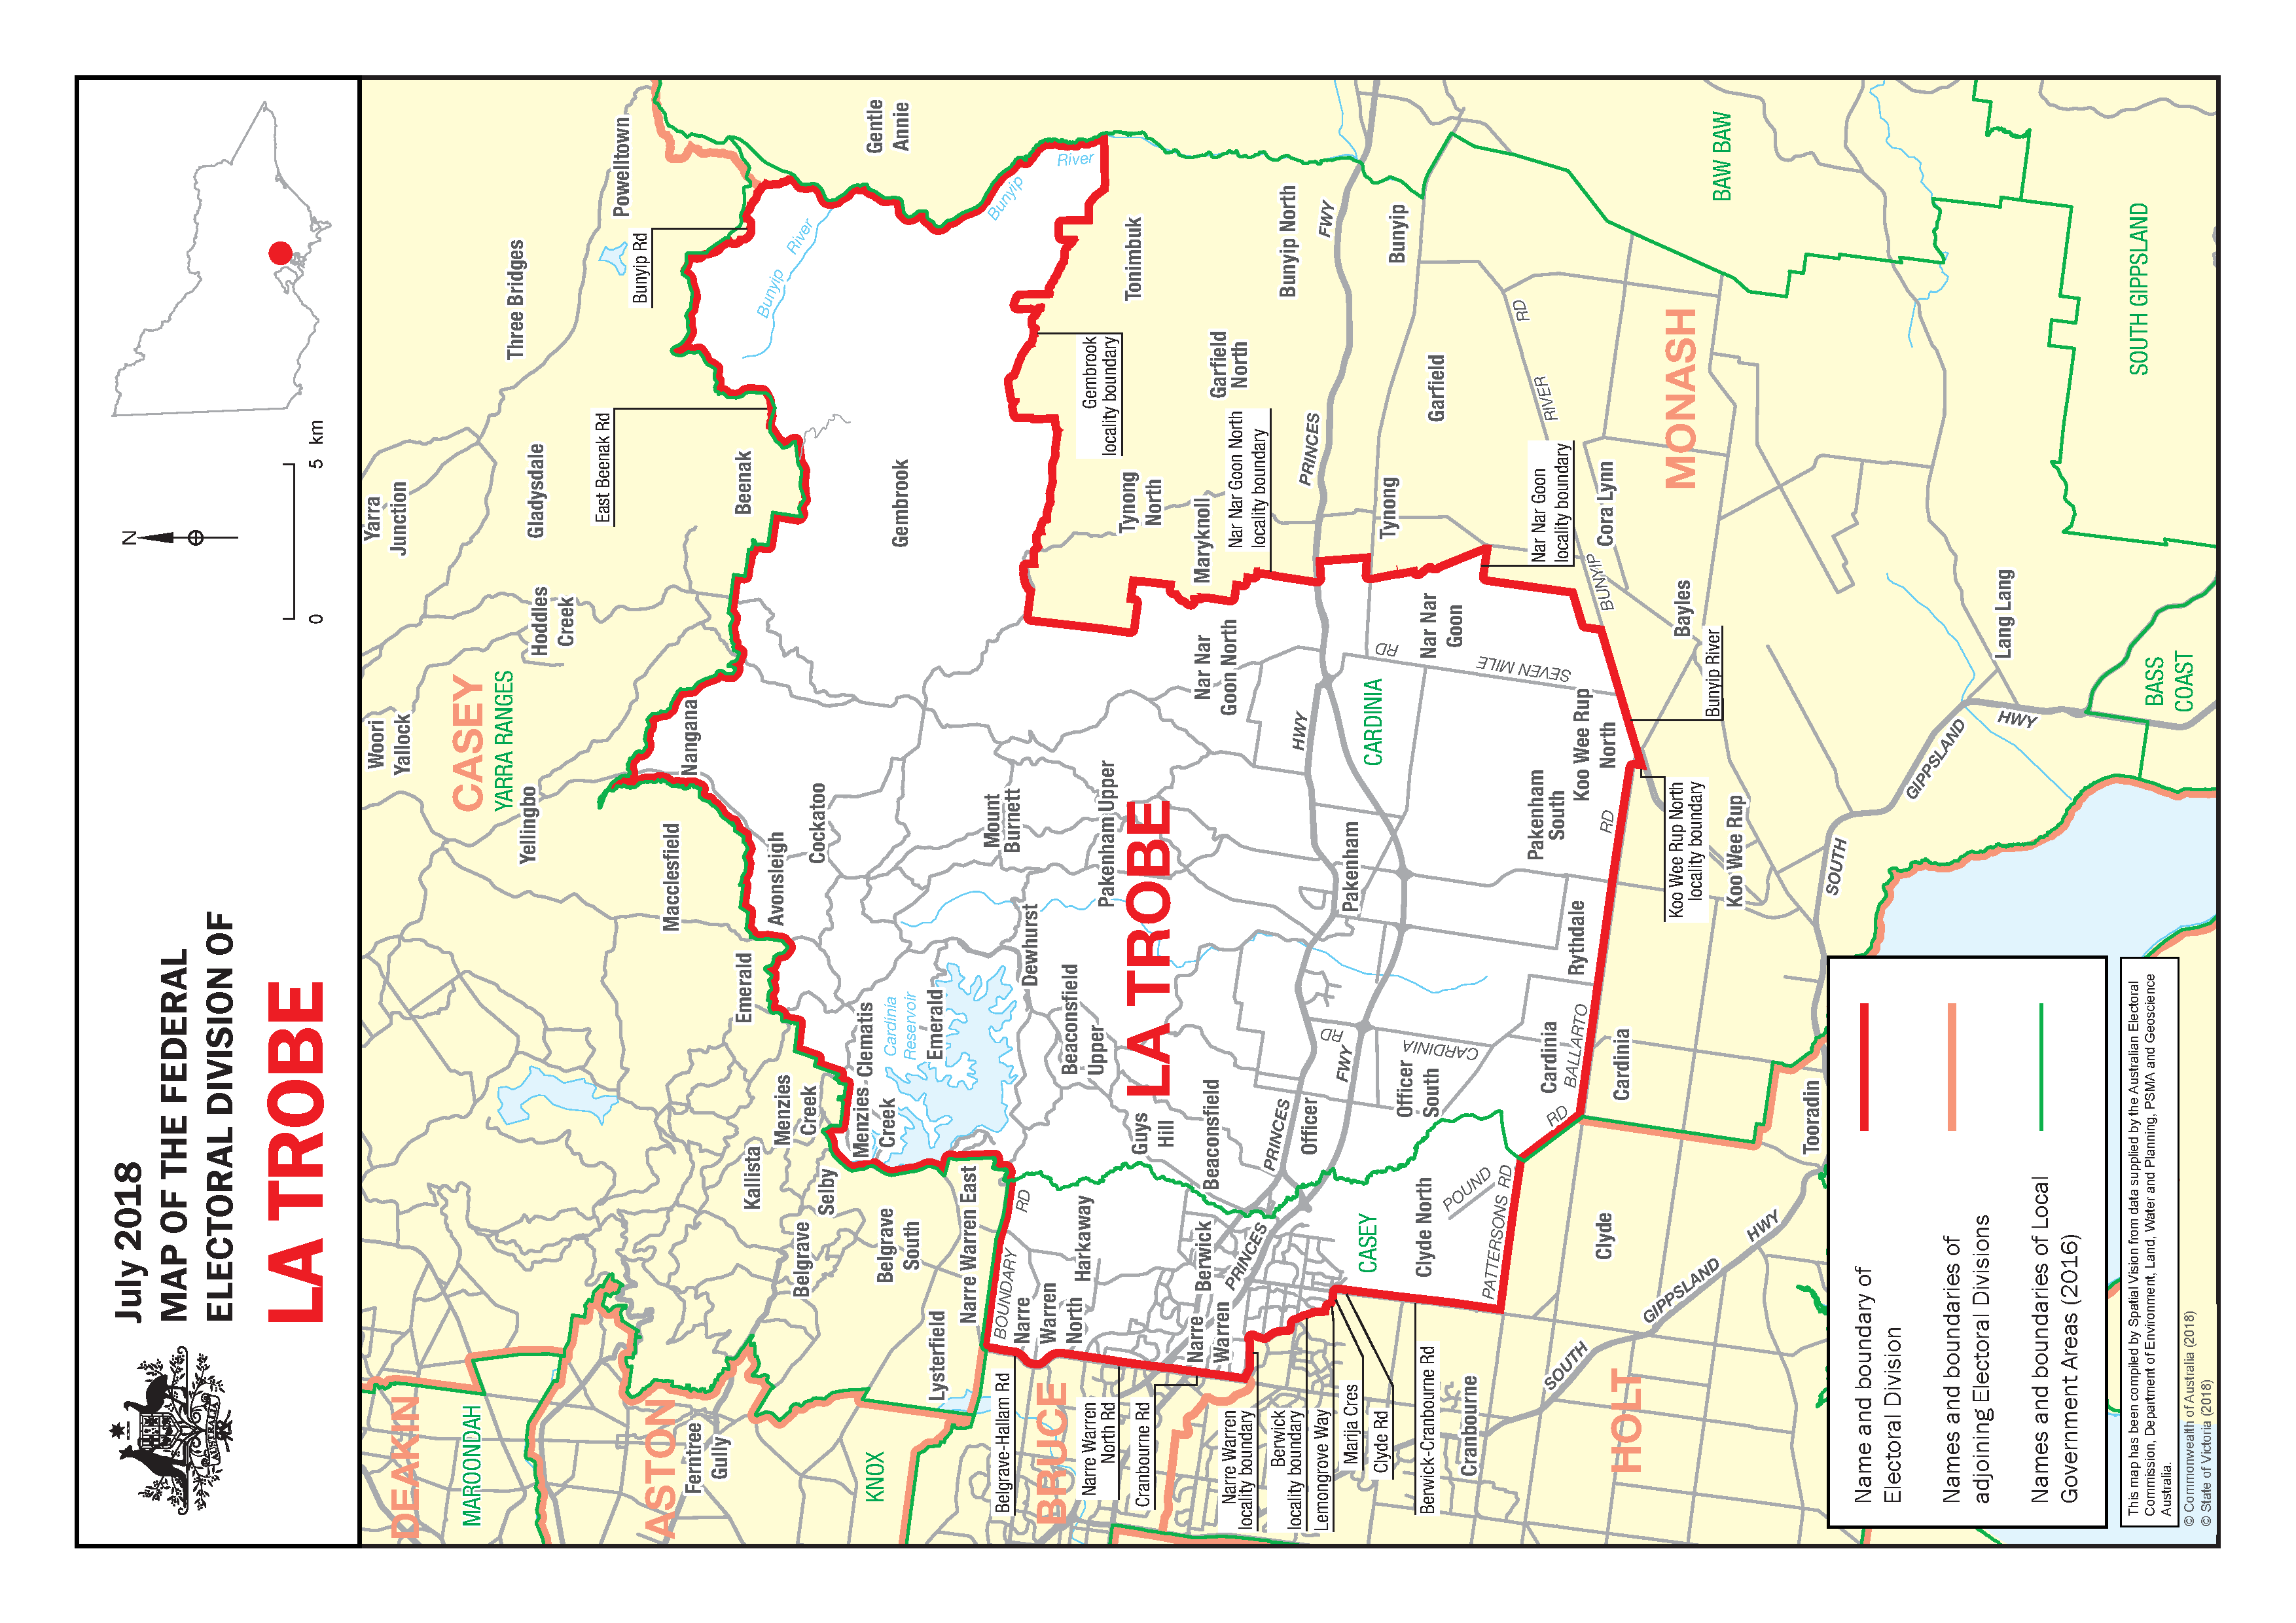 July 2018
MAP OF THE FEDERAL
ELECTORAL DIVISION OF
LA TROBE
N
0
5
km
DEAKIN
MAROONDAH
ASTON
Ferntree
Gully
KNOX
BRUCE
HOLT
CASEY
YARRA RANGES
MONASH
BAW BAW
SOUTH GIPPSLAND
BASS
COAST
Woori
Yallock
Yarra
Junction
Yellingbo
Hoddles
Creek
Gladysdale
Three Bridges
Powelltown
East Beenak Rd
Bunyip Rd
Macclesfield
Nangana
Beenak
Emerald
Avonsleigh
Cockatoo
Gembrook
Gentle
Annie
Bunyip
River
Bunyip
River
Kallista
Menzies
Creek
Selby
Belgrave
Belgrave
South
Menzies
Creek
Clematis
Cardinia
Reservoir
Emerald
Lysterfield
Narre Warren East
Mount
Burnett
Dewhurst
Gembrook
locality boundary
Tonimbuk
BOUNDARY
RD
Narre
Warren
North
Harkaway
Beaconsfield
Upper
Pakenham Upper
Tynong
North
Belgrave-Hallam Rd
Narre Warren
North Rd
Cranbourne Rd
Guys
Hill
LA TROBE
Maryknoll
Nar Nar
Goon North
Nar Nar Goon North
locality boundary
Garfield
North
Bunyip North
Narre
Warren
Berwick
Beaconsfield
PRINCES
PRINCES
Officer
RD
FWY
HWY
PRINCES
FWY
Narre Warren
locality boundary
Berwick
locality boundary
Lemongrove Way
Marija Cres
Clyde Rd
Berwick-Cranbourne Rd
CASEY
Pakenham
CARDINIA
RD
Tynong
Bunyip
Clyde North
Officer
South
CARDINIA
Nar Nar
Goon
Garfield
SEVEN MILE
POUND
PATTERSONS RD
RD
Cranbourne
Cardinia
BALLARTO
Rythdale
Pakenham
South
Koo Wee Rup
North
RD
Nar Nar Goon
locality boundary
RIVER
RD
BUNYIP
Cora Lynn
Clyde
Cardinia
Bayles
Bunyip River
Koo Wee Rup North
locality boundary
Koo Wee Rup
SOUTH
GIPPSLAND
HWY
Tooradin
SOUTH
GIPPSLAND
HWY
Lang Lang
Name and boundary of
Electoral Division
Names and boundaries of
adjoining Electoral Divisions
Names and boundaries of Local
Government Areas (2016)
This map has been compiled by Spatial Vision from data supplied by the Australian Electoral
Commission, Department of Environment, Land, Water and Planning, PSMA and Geoscience
Australia.
© Commonwealth of Australia (2018)
© State of Victoria (2018)